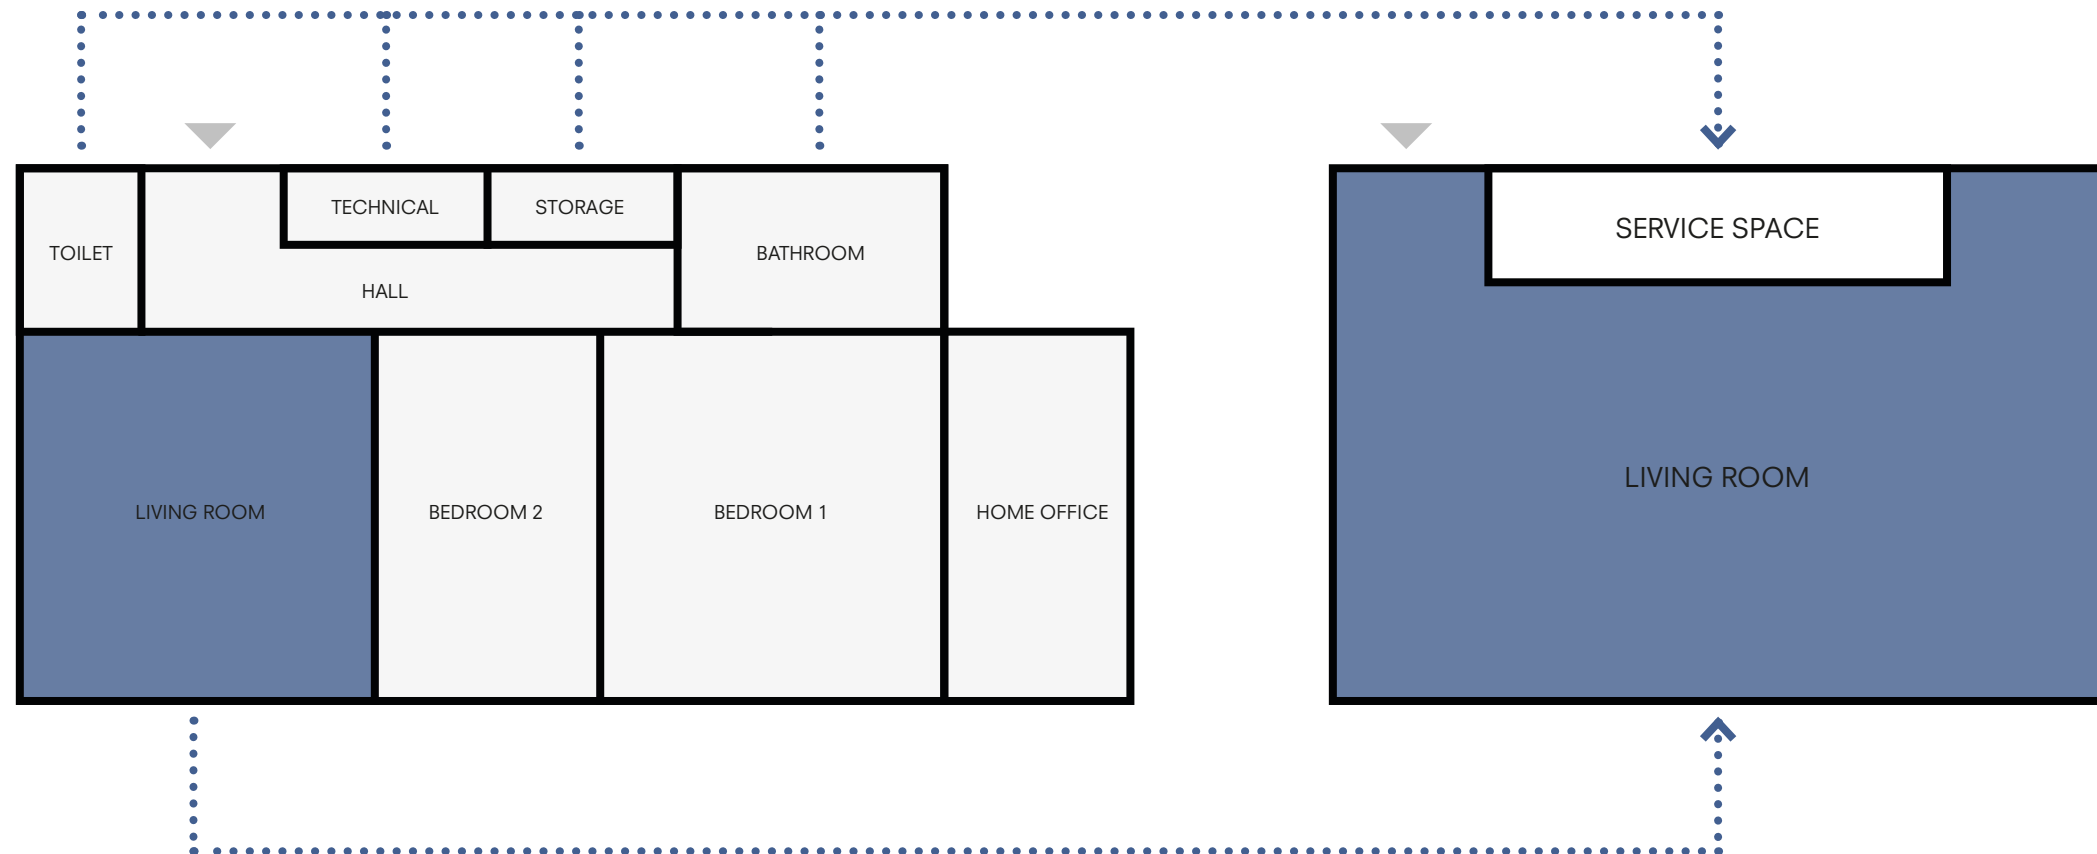 TOILET
TECHNICAL
STORAGE
BATHROOM
HALL
LIVING ROOM
BEDROOM 2
BEDROOM 1
HOME OFFICE
SERVICE SPACE
LIVING ROOM